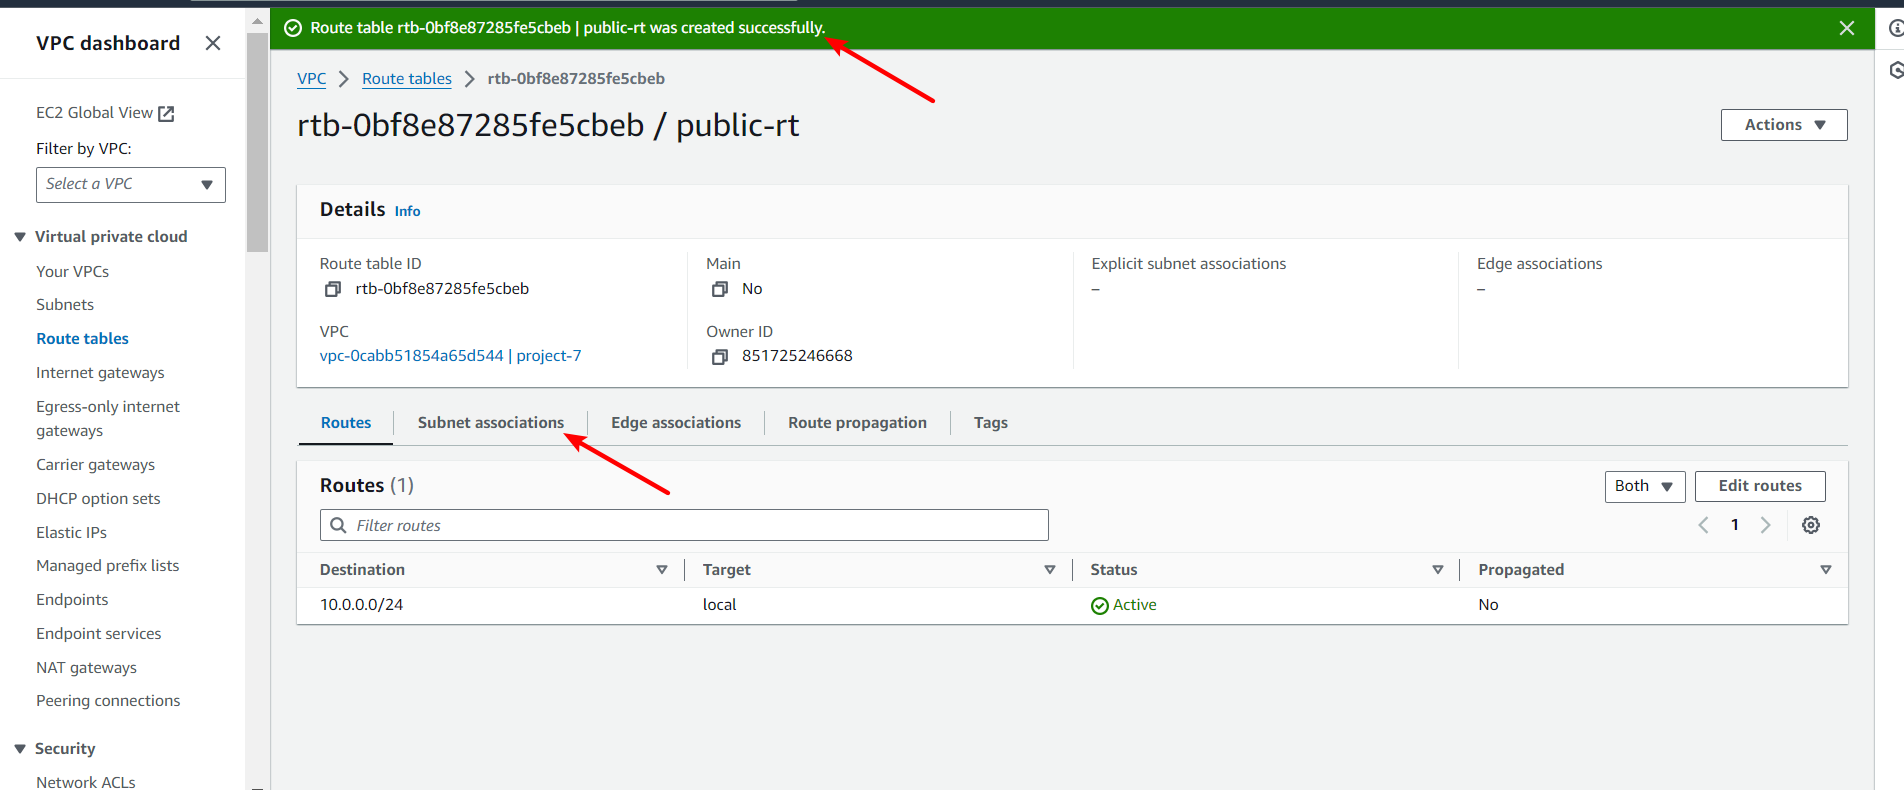 Route table rtb-0bf8e87285fe5cbeb | public-rt was created successfully.
VPC dashboard
EC2 Global View
Filter by VPC:
Select a VPC
Virtual private cloud
Your VPCs
Subnets
Route tables
Internet gateways
Egress-only internet
gateways
Carrier gateways
DHCP option sets
Elastic IPs
Managed prefix lists
Endpoints
Endpoint services
NAT gateways
Peering connections
Security
Network ACLs
VPC > Route tables > rtb-0bf8e87285fe5cbeb
rtb-0bf8e87285fe5cbeb / public-rt
Actions
Details Info
Route table ID
rtb-0bf8e87285fe5cbeb
Main
No
Explicit subnet associations
–
Edge associations
–
VPC
vpc-0cabb51854a65d544 | project-7
Owner ID
851725246668
Routes Subnet associations Edge associations Route propagation Tags
Routes (1)
Both Edit routes
Filter routes
1
Destination Target Status Propagated
10.0.0.0/24 local Active No